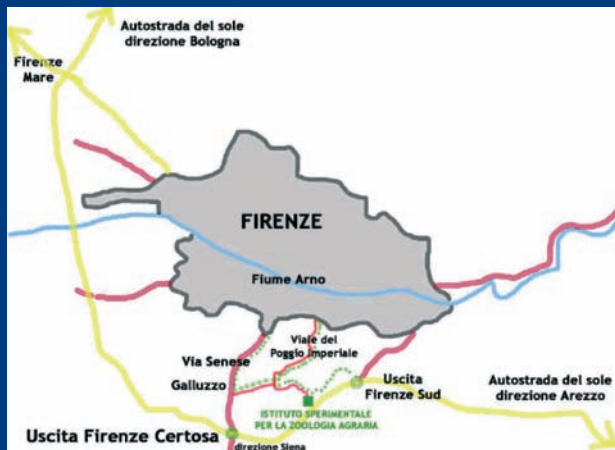 Autostrada del sole
direzione Bologna
Firenze
Mare
FIRENZE
Fiume Arno
Viale del
Poggio Imperiale
Via Senese
Galluzzo
Uscita
Firenze Sud
Autostrada del sole
direzione Arezzo
ISTITUTO SPERIMENTALE
PER LA ZOOLOGIA AGRARIA
Uscita Firenze Certosa
direzione Siena